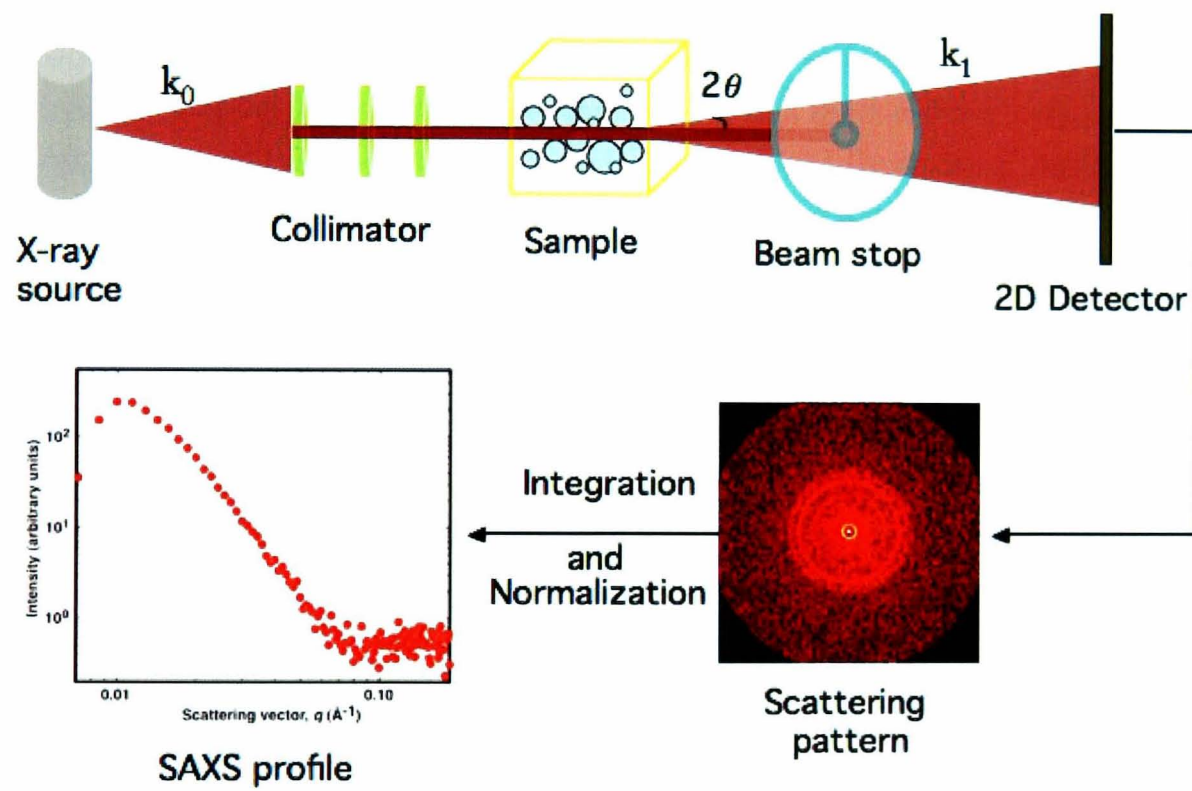 k₀
2θ
k₁
X-ray
source
Collimator
Sample
Beam stop
2D Detector
Intensity (arbitrary units)
10²
10¹
10⁰
0.01
0.10
Scattering vector, q (Å⁻¹)
SAXS profile
Integration
and
Normalization
Scattering
pattern